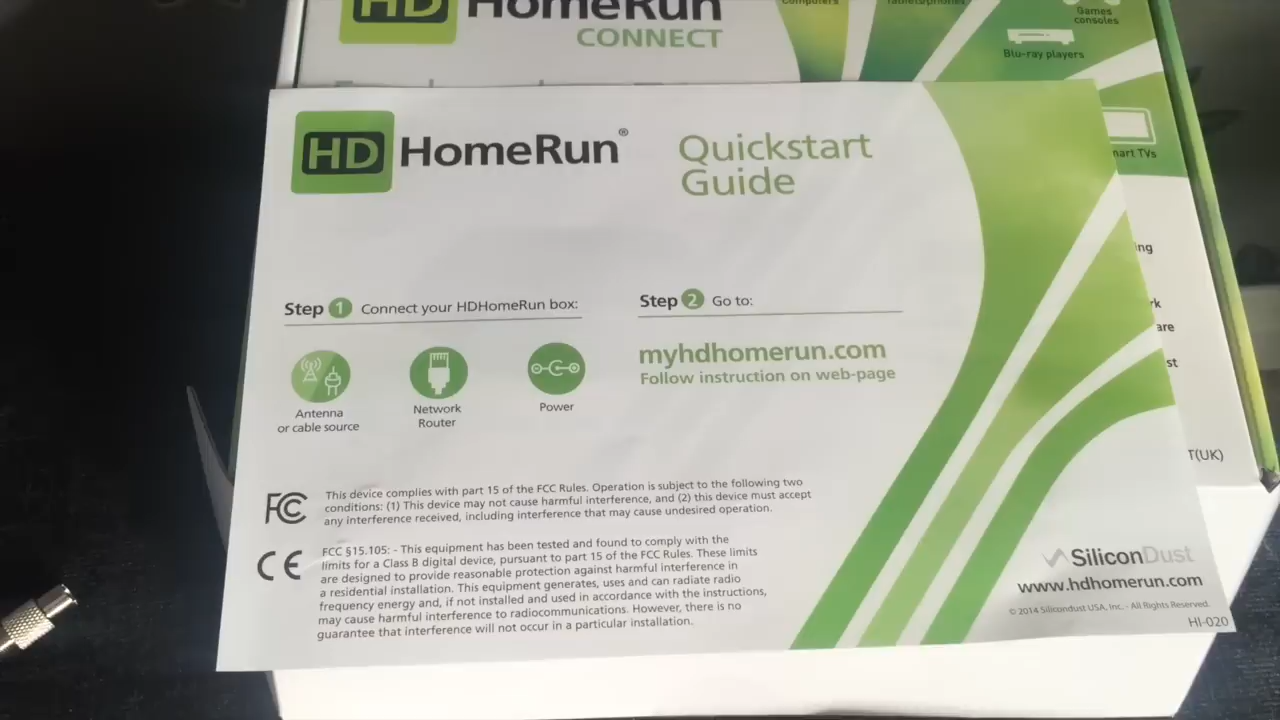 HD HomeRun
CONNECT
computers
Games
consoles
Blu-ray players
HD HomeRun®
Quickstart
Guide
mart TVs
ing
rk
are
st
T(UK)
Step 1 Connect your HDHomeRun box:
Antenna
or cable source
Network
Router
Power
Step 2 Go to:
myhdhomerun.com
Follow instruction on web-page
FC This device complies with part 15 of the FCC Rules. Operation is subject to the following two
conditions: (1) This device may not cause harmful interference, and (2) this device must accept
any interference received, including interference that may cause undesired operation.
CE FCC §15.105: - This equipment has been tested and found to comply with the
limits for a Class B digital device, pursuant to part 15 of the FCC Rules. These limits
are designed to provide reasonable protection against harmful interference in
a residential installation. This equipment generates, uses and can radiate radio
frequency energy and, if not installed and used in accordance with the instructions,
may cause harmful interference to radiocommunications. However, there is no
guarantee that interference will not occur in a particular installation.
SiliconDust
www.hdhomerun.com
© 2014 Silicondust USA, Inc. - All Rights Reserved.
HI-020